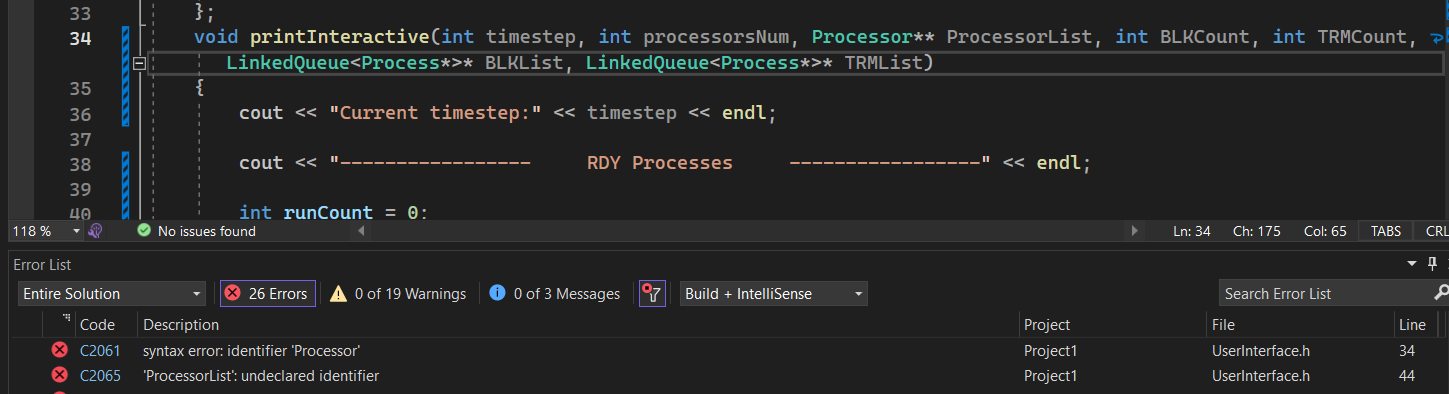 33 };
34 void printInteractive(int timestep, int processorsNum, Processor** ProcessorList, int BLKCount, int TRMCount,
LinkedQueue<Process*>* BLKList, LinkedQueue<Process*>* TRMList)
35 {
36 cout << "Current timestep:" << timestep << endl;
37
38 cout << "-----------------     RDY Processes     -----------------" << endl;
39
40 int runCount = 0;
118 % No issues found Ln: 34 Ch: 175 Col: 65 TABS CRL
Error List
Entire Solution 26 Errors 0 of 19 Warnings 0 of 3 Messages Build + IntelliSense Search Error List
Code Description Project File Line
C2061 syntax error: identifier 'Processor' Project1 UserInterface.h 34
C2065 'ProcessorList': undeclared identifier Project1 UserInterface.h 44